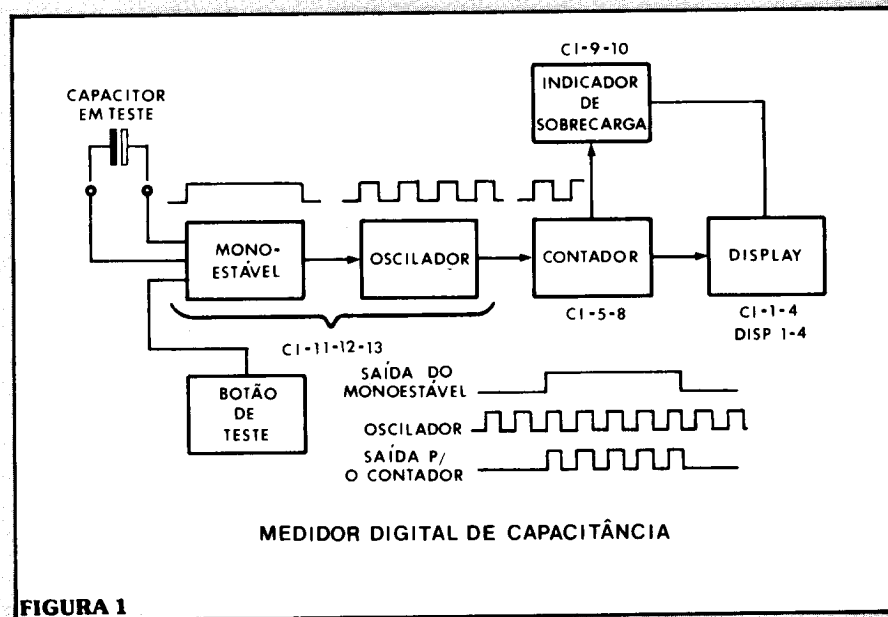 CI-9-10
INDICADOR
DE
SOBRECARGA
CAPACITOR
EM TESTE
MONO-
ESTÁVEL
OSCILADOR
CONTADOR
DISPLAY
CI-11-12-13
CI-5-8
CI-1-4
DISP 1-4
BOTÃO
DE
TESTE
SAÍDA DO
MONOESTÁVEL
OSCILADOR
SAÍDA P/
O CONTADOR
MEDIDOR DIGITAL DE CAPACITÂNCIA
FIGURA 1